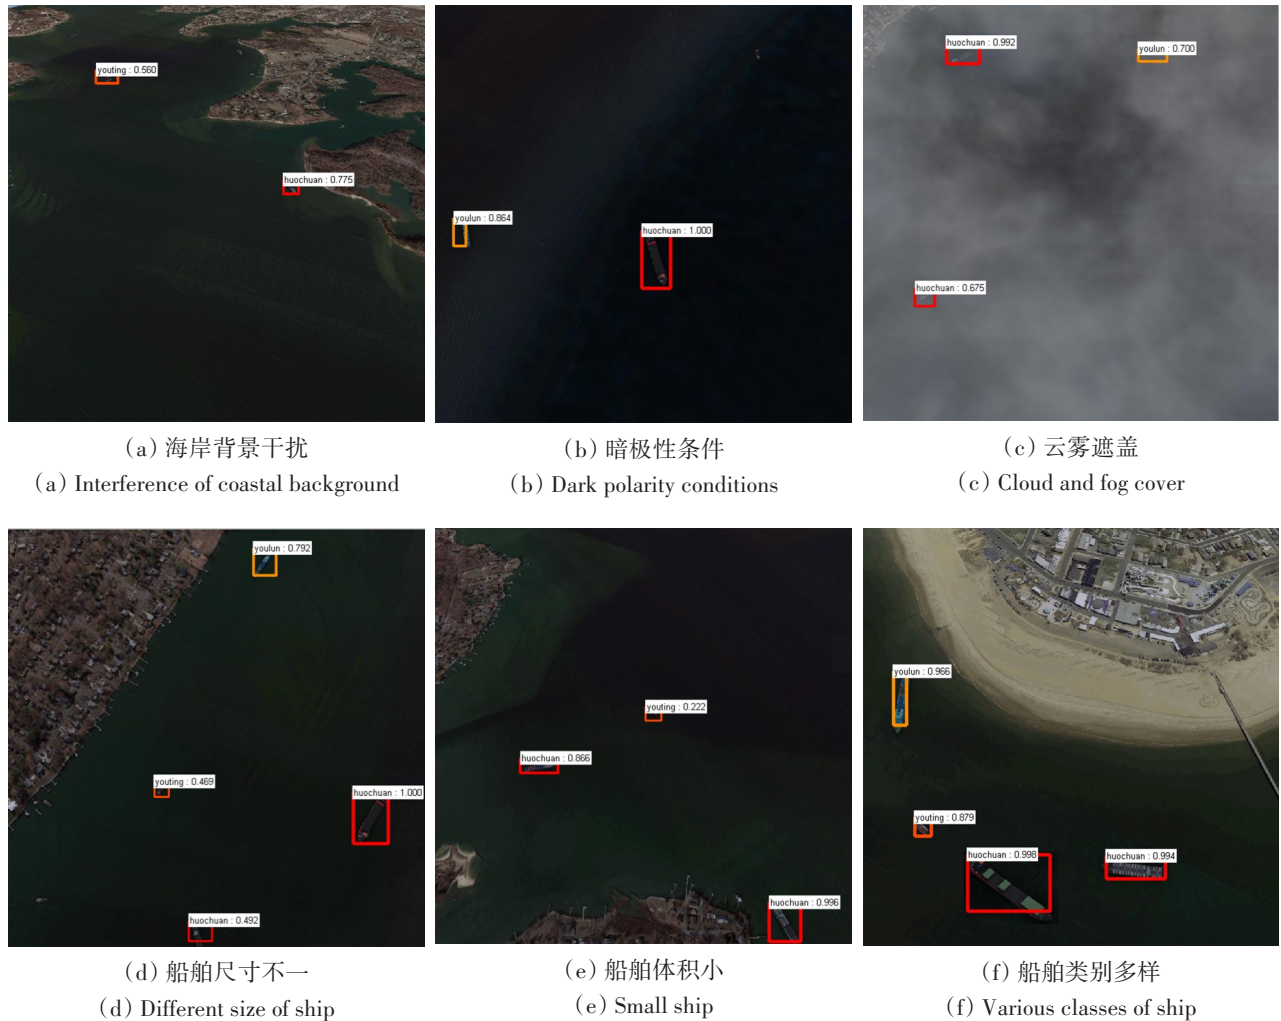 youting : 0.560
huochuan : 0.775
youlun : 0.864
huochuan : 1.000
huochuan : 0.992
youlun : 0.700
huochuan : 0.675
(a) 海岸背景干扰
(a) Interference of coastal background
(b) 暗极性条件
(b) Dark polarity conditions
(c) 云雾遮盖
(c) Cloud and fog cover
youlun : 0.792
youting : 0.469
huochuan : 1.000
huochuan : 0.492
youting : 0.222
huochuan : 0.866
huochuan : 0.996
youlun : 0.966
youting : 0.879
huochuan : 0.998
huochuan : 0.994
(d) 船舶尺寸不一
(d) Different size of ship
(e) 船舶体积小
(e) Small ship
(f) 船舶类别多样
(f) Various classes of ship